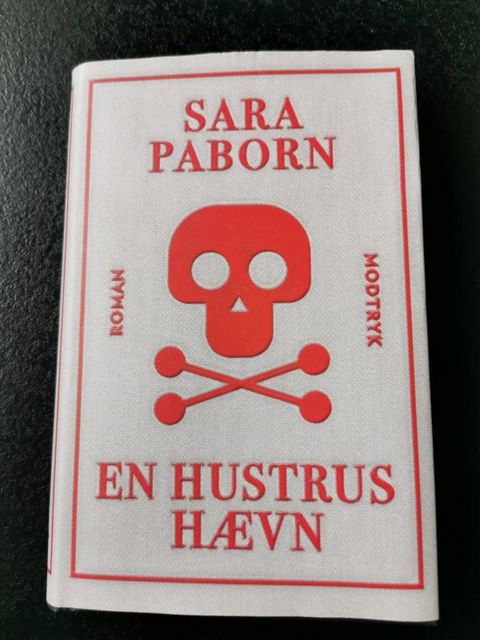 SARA
PABORN
ROMAN
MODTRYK
EN HUSTRUS
HÆVN